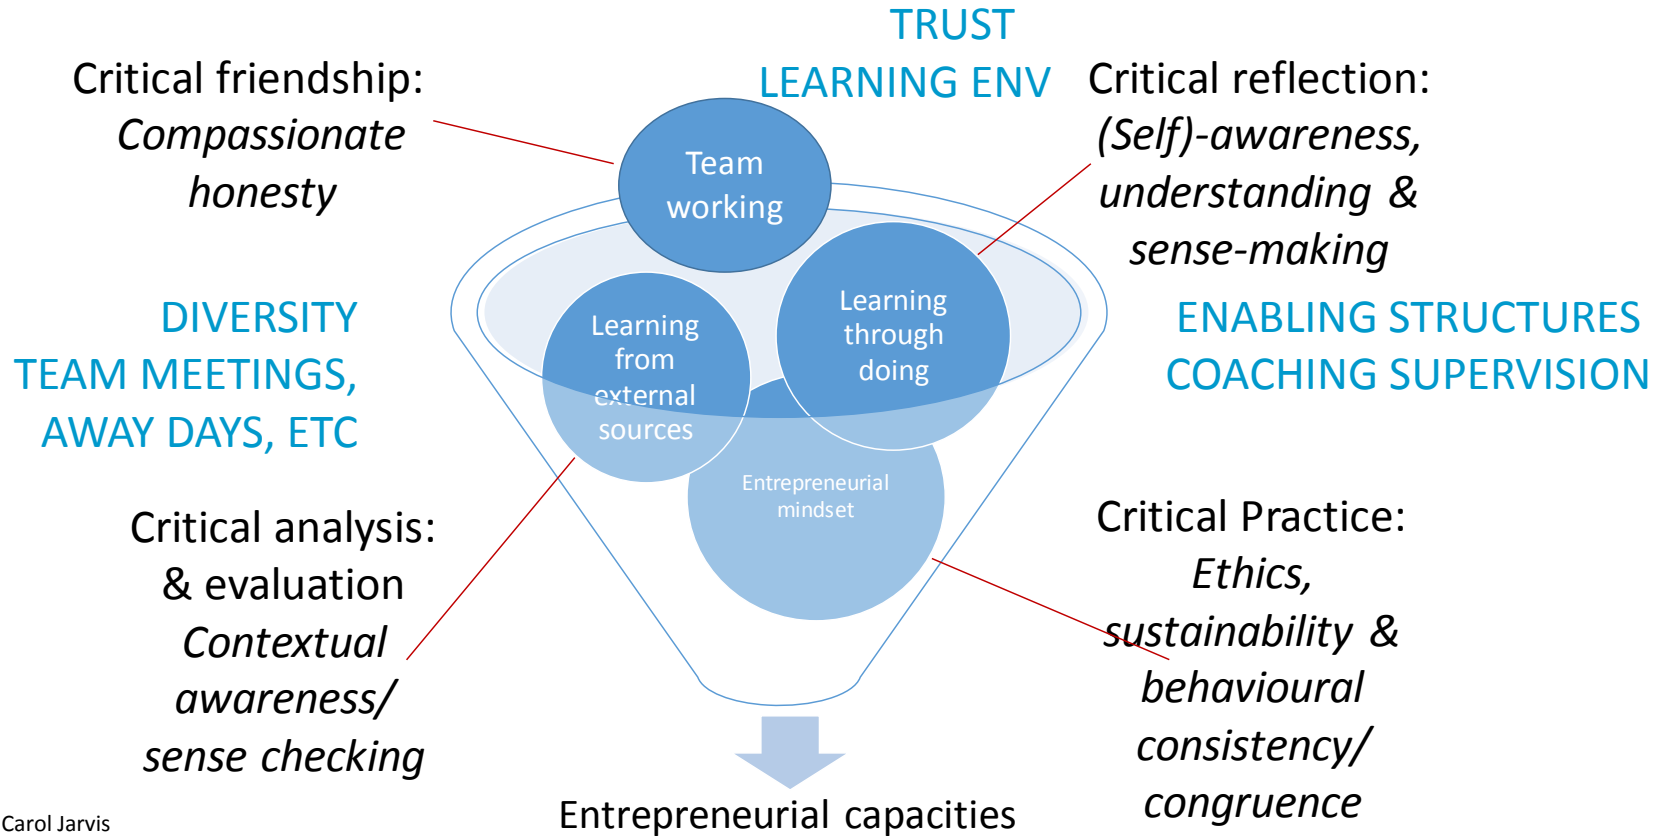 TRUST
LEARNING ENV
Critical friendship:
Compassionate
honesty
Team
working
Critical reflection:
(Self)-awareness,
understanding &
sense-making
DIVERSITY
TEAM MEETINGS,
AWAY DAYS, ETC
Learning
from
external
sources
Learning
through
doing
ENABLING STRUCTURES
COACHING SUPERVISION
Entrepreneurial
mindset
Critical analysis:
& evaluation
Contextual
awareness/
sense checking
Critical Practice:
Ethics,
sustainability &
behavioural
consistency/
congruence
Entrepreneurial capacities
Carol Jarvis